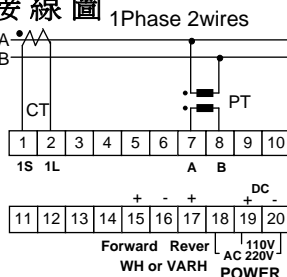 接線圖 1Phase 2wires
A
B
CT
PT
1 2 3 4 5 6 7 8 9 10
1S 1L A B
+ - + DC + -
11 12 13 14 15 16 17 18 19 20
Forward Rever 110V
AC 220V
WH or VARH POWER